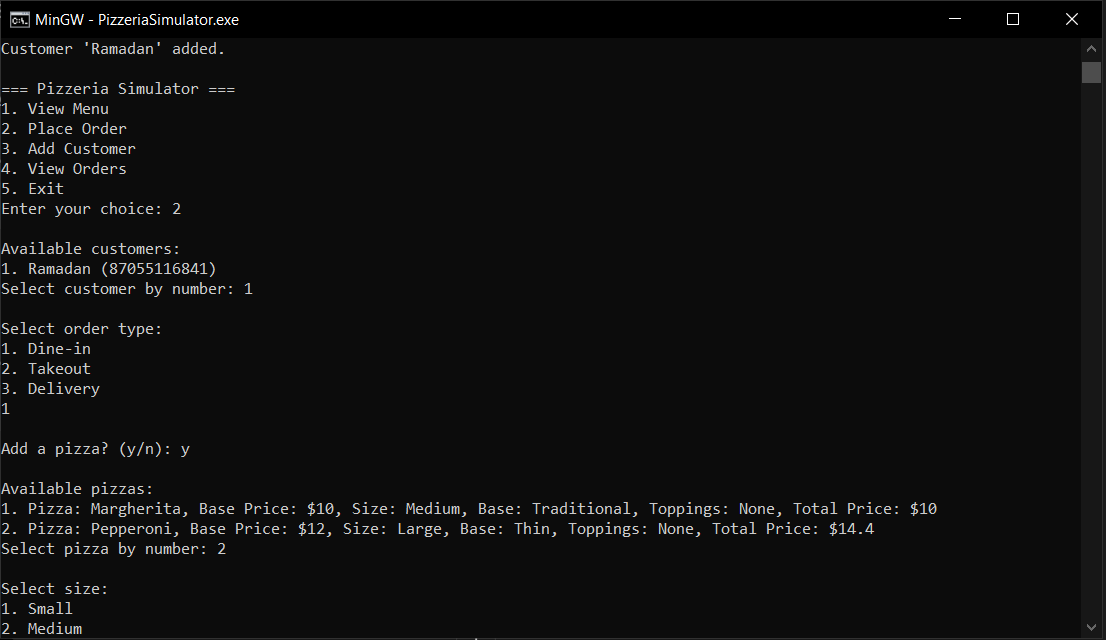 MinGW - PizzeriaSimulator.exe
Customer 'Ramadan' added.
=== Pizzeria Simulator ===
1. View Menu
2. Place Order
3. Add Customer
4. View Orders
5. Exit
Enter your choice: 2
Available customers:
1. Ramadan (87055116841)
Select customer by number: 1
Select order type:
1. Dine-in
2. Takeout
3. Delivery
1
Add a pizza? (y/n): y
Available pizzas:
1. Pizza: Margherita, Base Price: $10, Size: Medium, Base: Traditional, Toppings: None, Total Price: $10
2. Pizza: Pepperoni, Base Price: $12, Size: Large, Base: Thin, Toppings: None, Total Price: $14.4
Select pizza by number: 2
Select size:
1. Small
2. Medium